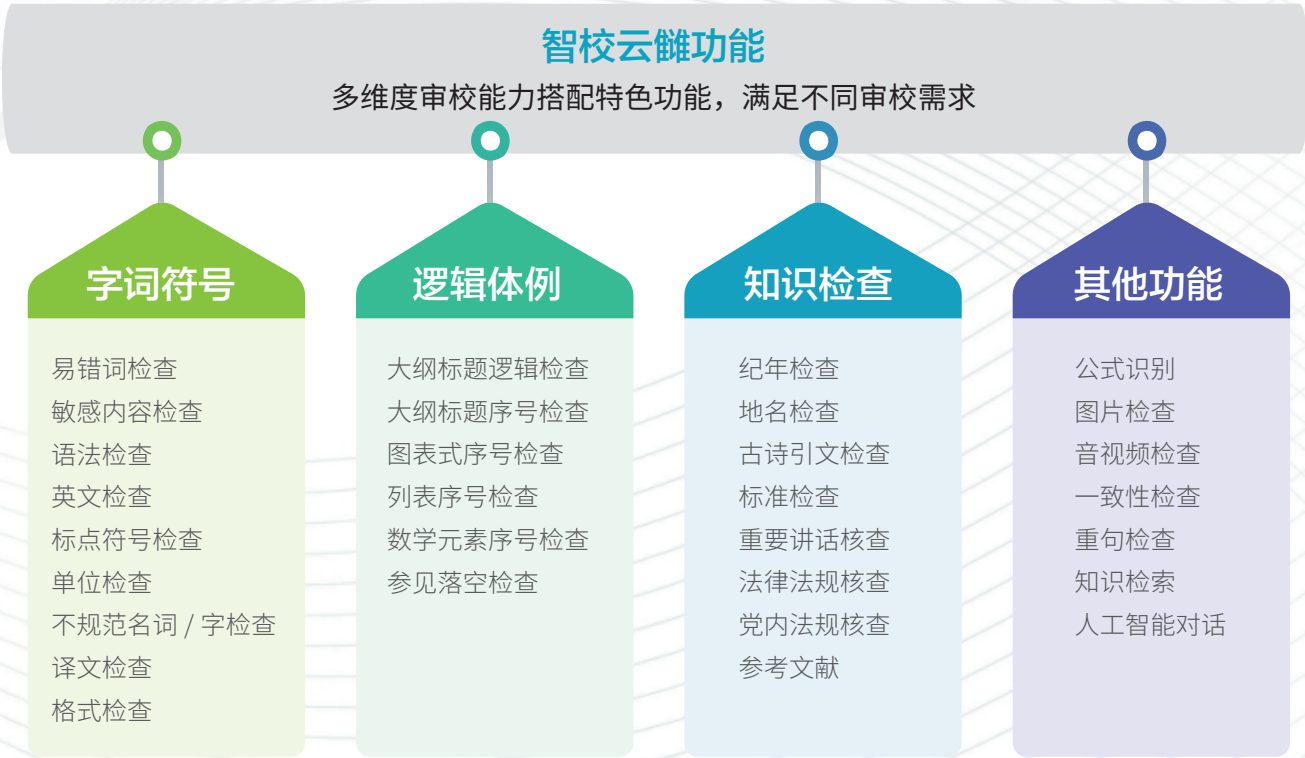 智校云雠功能
多维度审校能力搭配特色功能，满足不同审校需求
字词符号
易错词检查
敏感内容检查
语法检查
英文检查
标点符号检查
单位检查
不规范名词 / 字检查
译文检查
格式检查
逻辑体例
大纲标题逻辑检查
大纲标题序号检查
图表式序号检查
列表序号检查
数学元素序号检查
参见落空检查
知识检查
纪年检查
地名检查
古诗引文检查
标准检查
重要讲话核查
法律法规核查
党内法规核查
参考文献
其他功能
公式识别
图片检查
音视频检查
一致性检查
重句检查
知识检索
人工智能对话